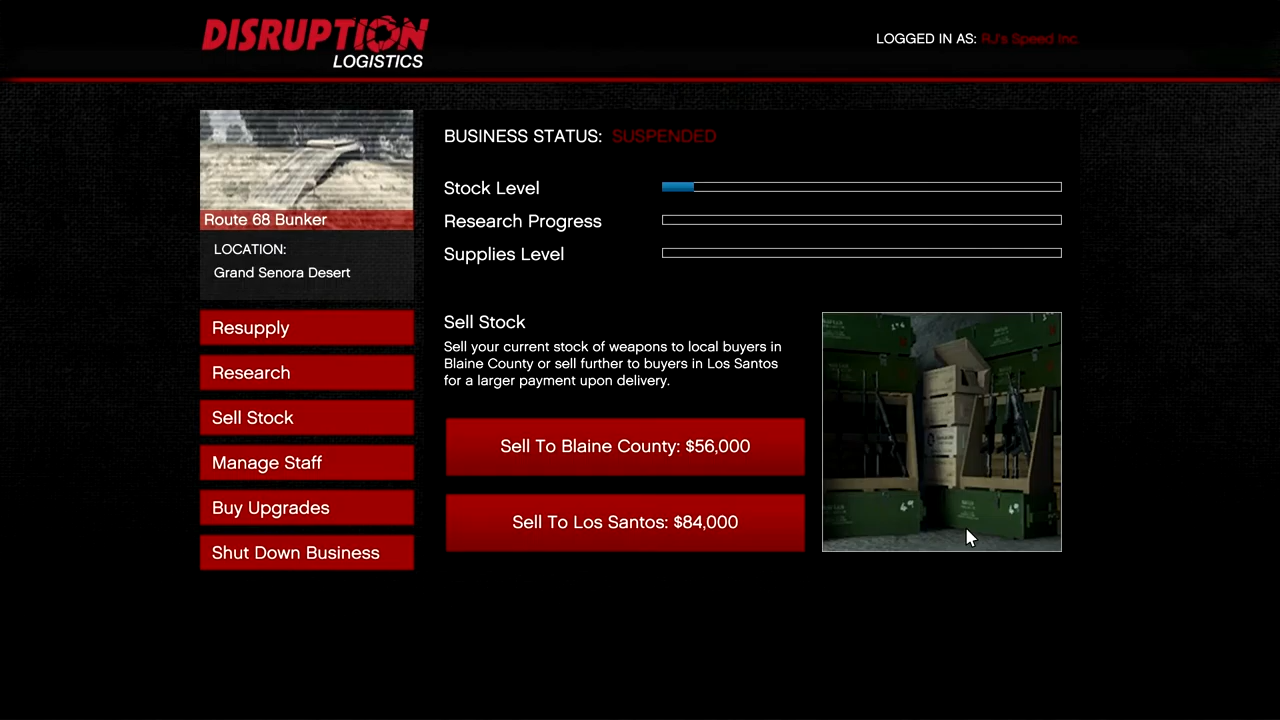 DISRUPTION
LOGISTICS
LOGGED IN AS: RJ's Speed Inc
Route 68 Bunker
LOCATION:
Grand Senora Desert
Resupply
Research
Sell Stock
Manage Staff
Buy Upgrades
Shut Down Business
BUSINESS STATUS: SUSPENDED
Stock Level
Research Progress
Supplies Level
Sell Stock
Sell your current stock of weapons to local buyers in
Blaine County or sell further to buyers in Los Santos
for a larger payment upon delivery.
Sell To Blaine County: $56,000
Sell To Los Santos: $84,000